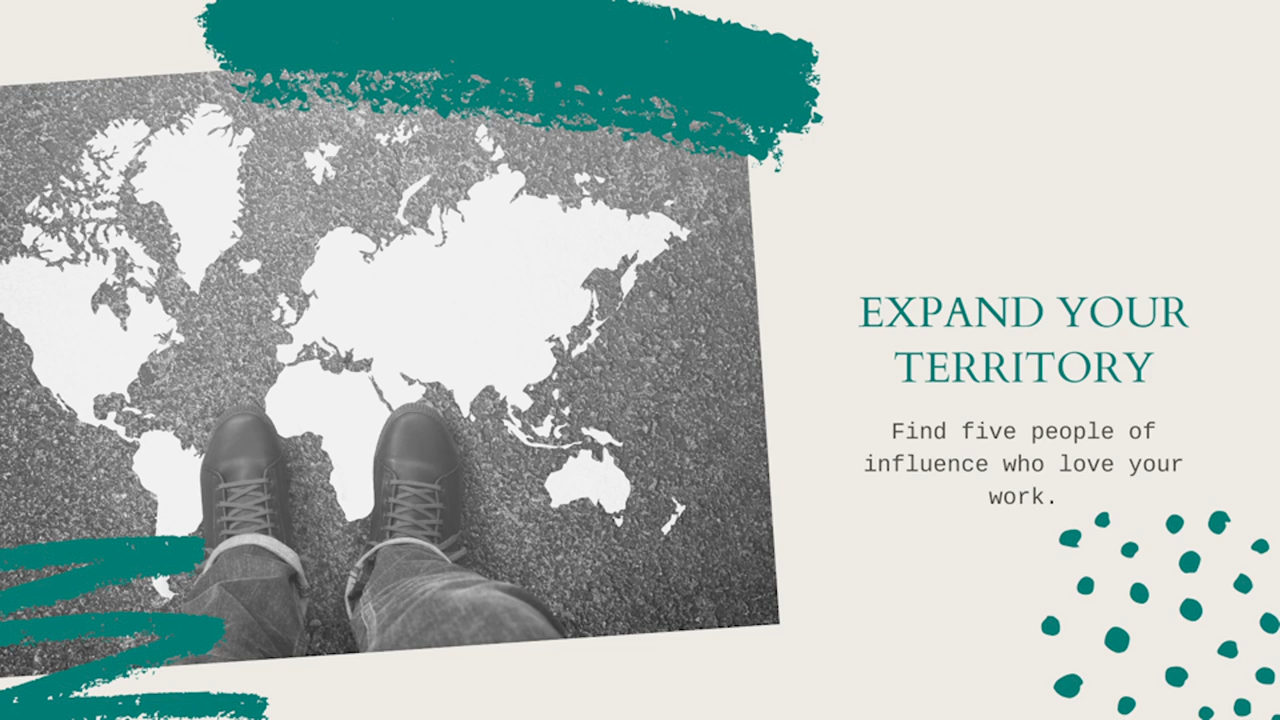 EXPAND YOUR
TERRITORY
Find five people of
influence who love your
work.